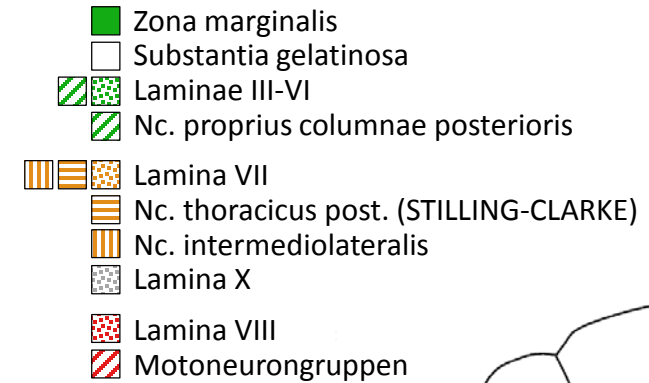 Zona marginalis
Substantia gelatinosa
Laminae III-VI
Nc. proprius columnae posterioris
Lamina VII
Nc. thoracicus post. (STILLING-CLARKE)
Nc. intermediolateralis
Lamina X
Lamina VIII
Motoneurongruppen